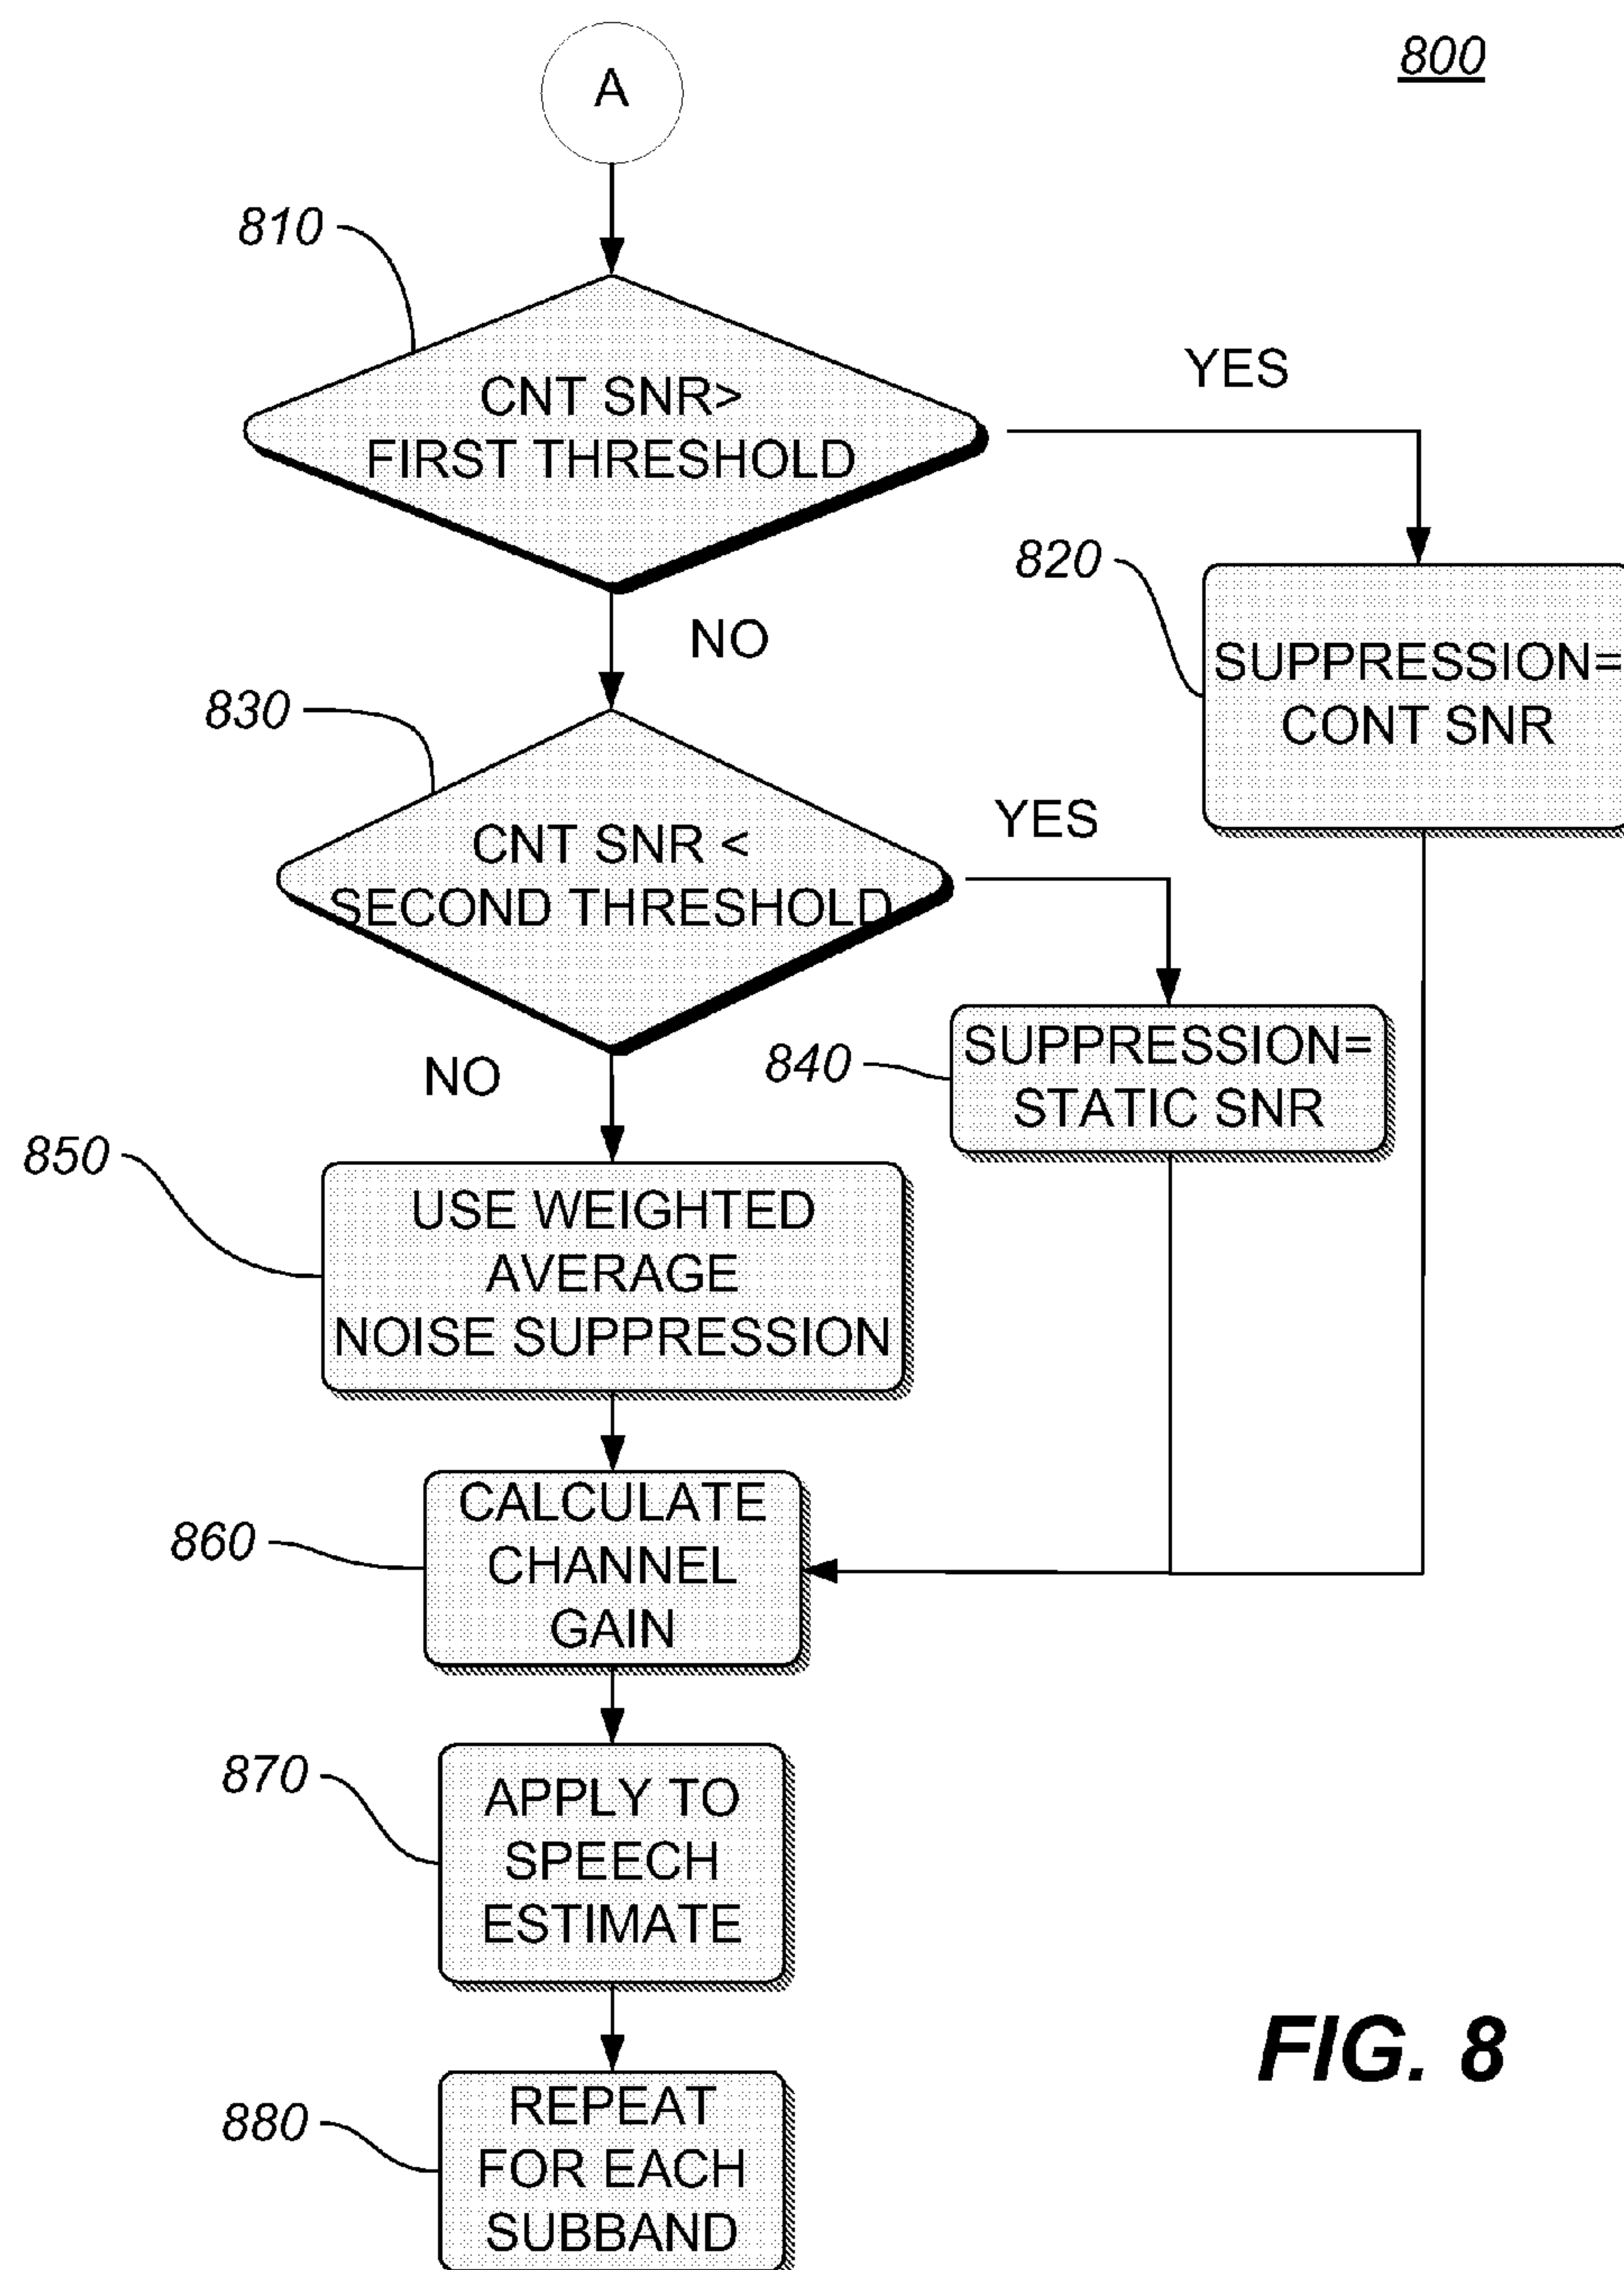 800
A
810
CNT SNR>
FIRST THRESHOLD
YES
820
SUPPRESSION=
CONT SNR
NO
830
CNT SNR <
SECOND THRESHOLD
YES
840
SUPPRESSION=
STATIC SNR
NO
850
USE WEIGHTED
AVERAGE
NOISE SUPPRESSION
860
CALCULATE
CHANNEL
GAIN
870
APPLY TO
SPEECH
ESTIMATE
880
REPEAT
FOR EACH
SUBBAND
FIG. 8